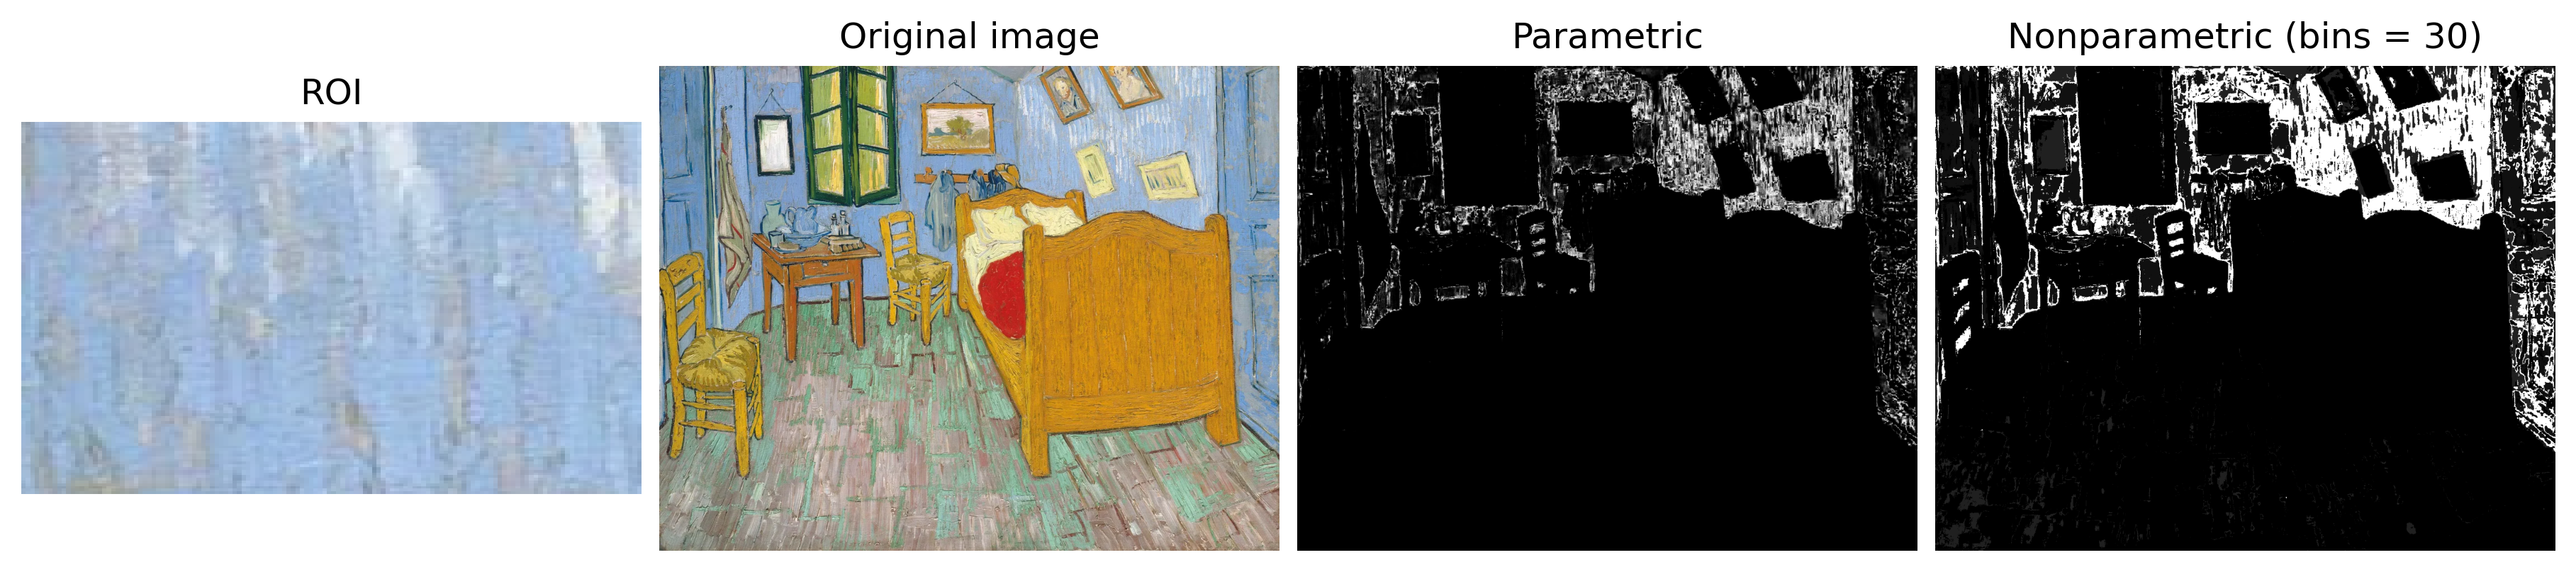 ROI
Original image
Parametric
Nonparametric (bins = 30)